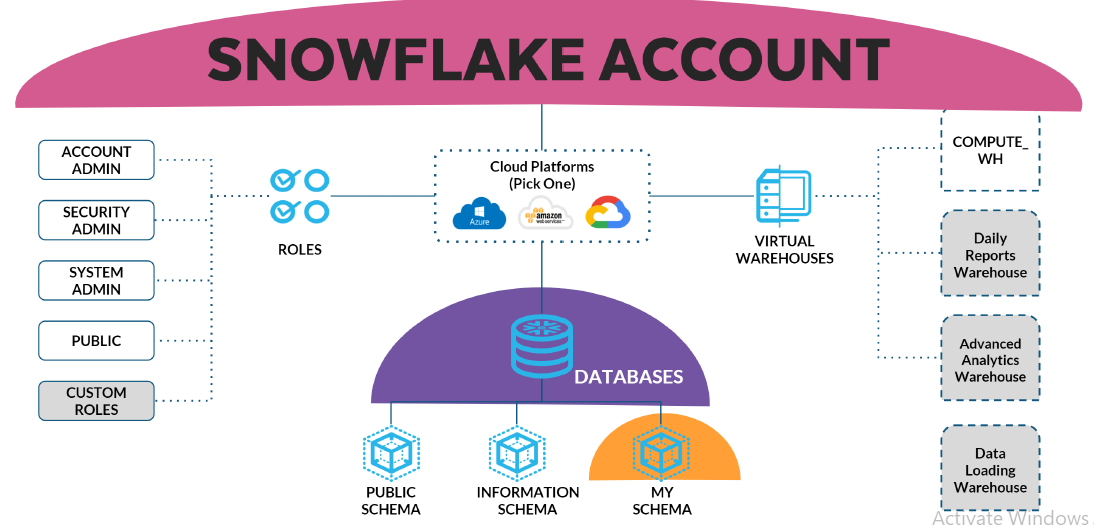 SNOWFLAKE ACCOUNT
ACCOUNT
ADMIN
SECURITY
ADMIN
SYSTEM
ADMIN
PUBLIC
CUSTOM
ROLES
ROLES
Cloud Platforms
(Pick One)
Azure
amazon
web services™
VIRTUAL
WAREHOUSES
COMPUTE_
WH
Daily
Reports
Warehouse
Advanced
Analytics
Warehouse
Data
Loading
Warehouse
DATABASES
PUBLIC
SCHEMA
INFORMATION
SCHEMA
MY
SCHEMA
Activate Windows